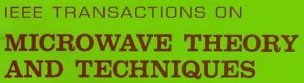 IEEE TRANSACTIONS ON
MICROWAVE THEORY
AND TECHNIQUES